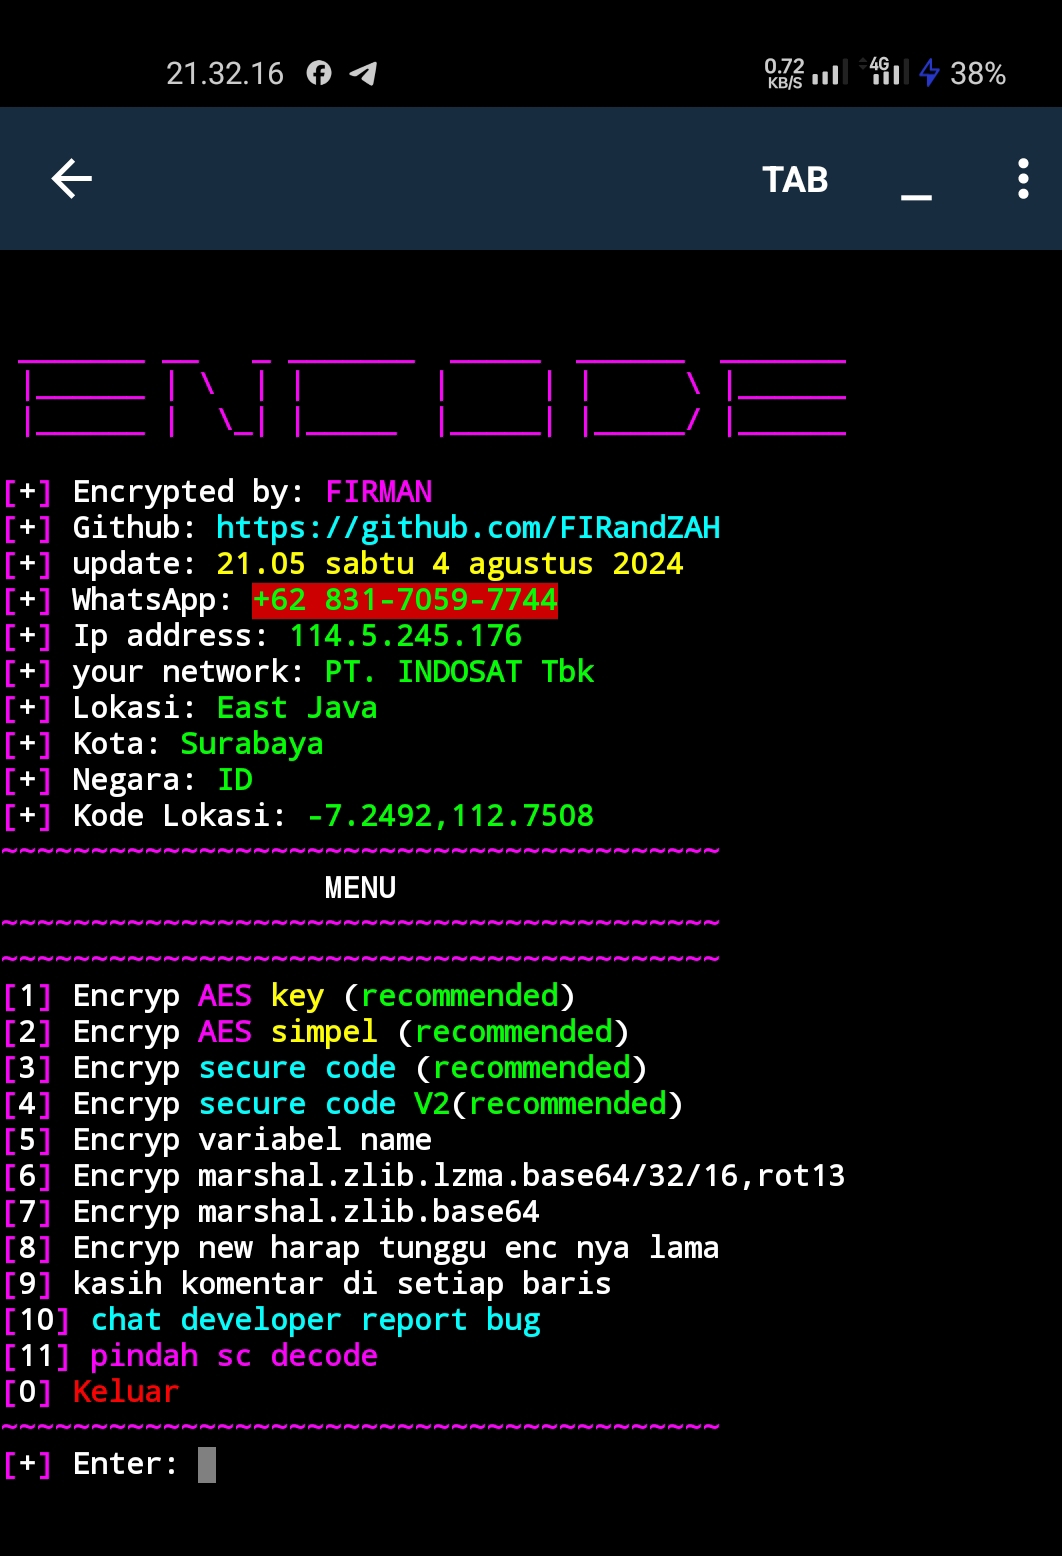 21.32.16 0.72 KB/S 4G 38%
TAB _
ENCODE
[+] Encrypted by: FIRMAN
[+] Github: https://github.com/FIRandZAH
[+] update: 21.05 sabtu 4 agustus 2024
[+] WhatsApp: +62 831-7059-7744
[+] Ip address: 114.5.245.176
[+] your network: PT. INDOSAT Tbk
[+] Lokasi: East Java
[+] Kota: Surabaya
[+] Negara: ID
[+] Kode Lokasi: -7.2492,112.7508
~~~~~~~~~~~~~~~~~~~~~~~~~~~~~~~~~~~~~~~~
MENU
~~~~~~~~~~~~~~~~~~~~~~~~~~~~~~~~~~~~~~~~
~~~~~~~~~~~~~~~~~~~~~~~~~~~~~~~~~~~~~~~~
[1] Encryp AES key (recommended)
[2] Encryp AES simpel (recommended)
[3] Encryp secure code (recommended)
[4] Encryp secure code V2(recommended)
[5] Encryp variabel name
[6] Encryp marshal.zlib.lzma.base64/32/16,rot13
[7] Encryp marshal.zlib.base64
[8] Encryp new harap tunggu enc nya lama
[9] kasih komentar di setiap baris
[10] chat developer report bug
[11] pindah sc decode
[0] Keluar
~~~~~~~~~~~~~~~~~~~~~~~~~~~~~~~~~~~~~~~~
[+] Enter: